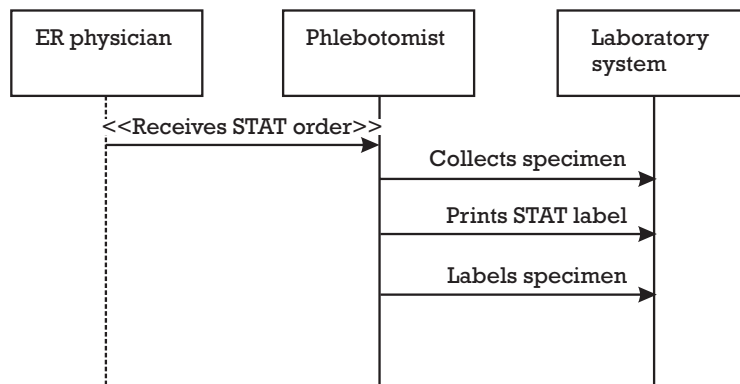 ER physician
Phlebotomist
Laboratory
system
<<Receives STAT order>>
Collects specimen
Prints STAT label
Labels specimen